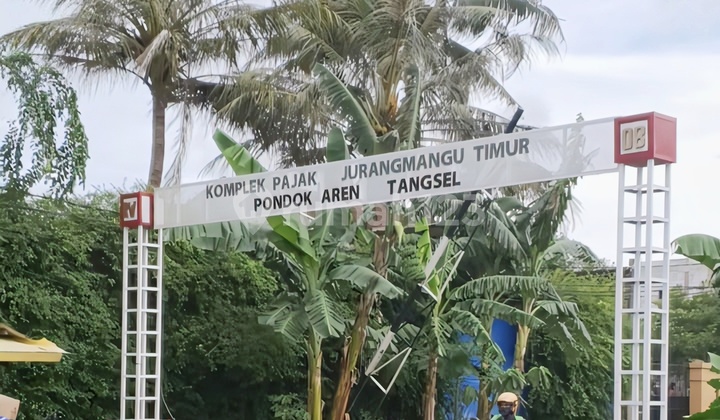 KOMPLEK PAJAK JURANGMANGU TIMUR
PONDOK AREN TANGSEL
08